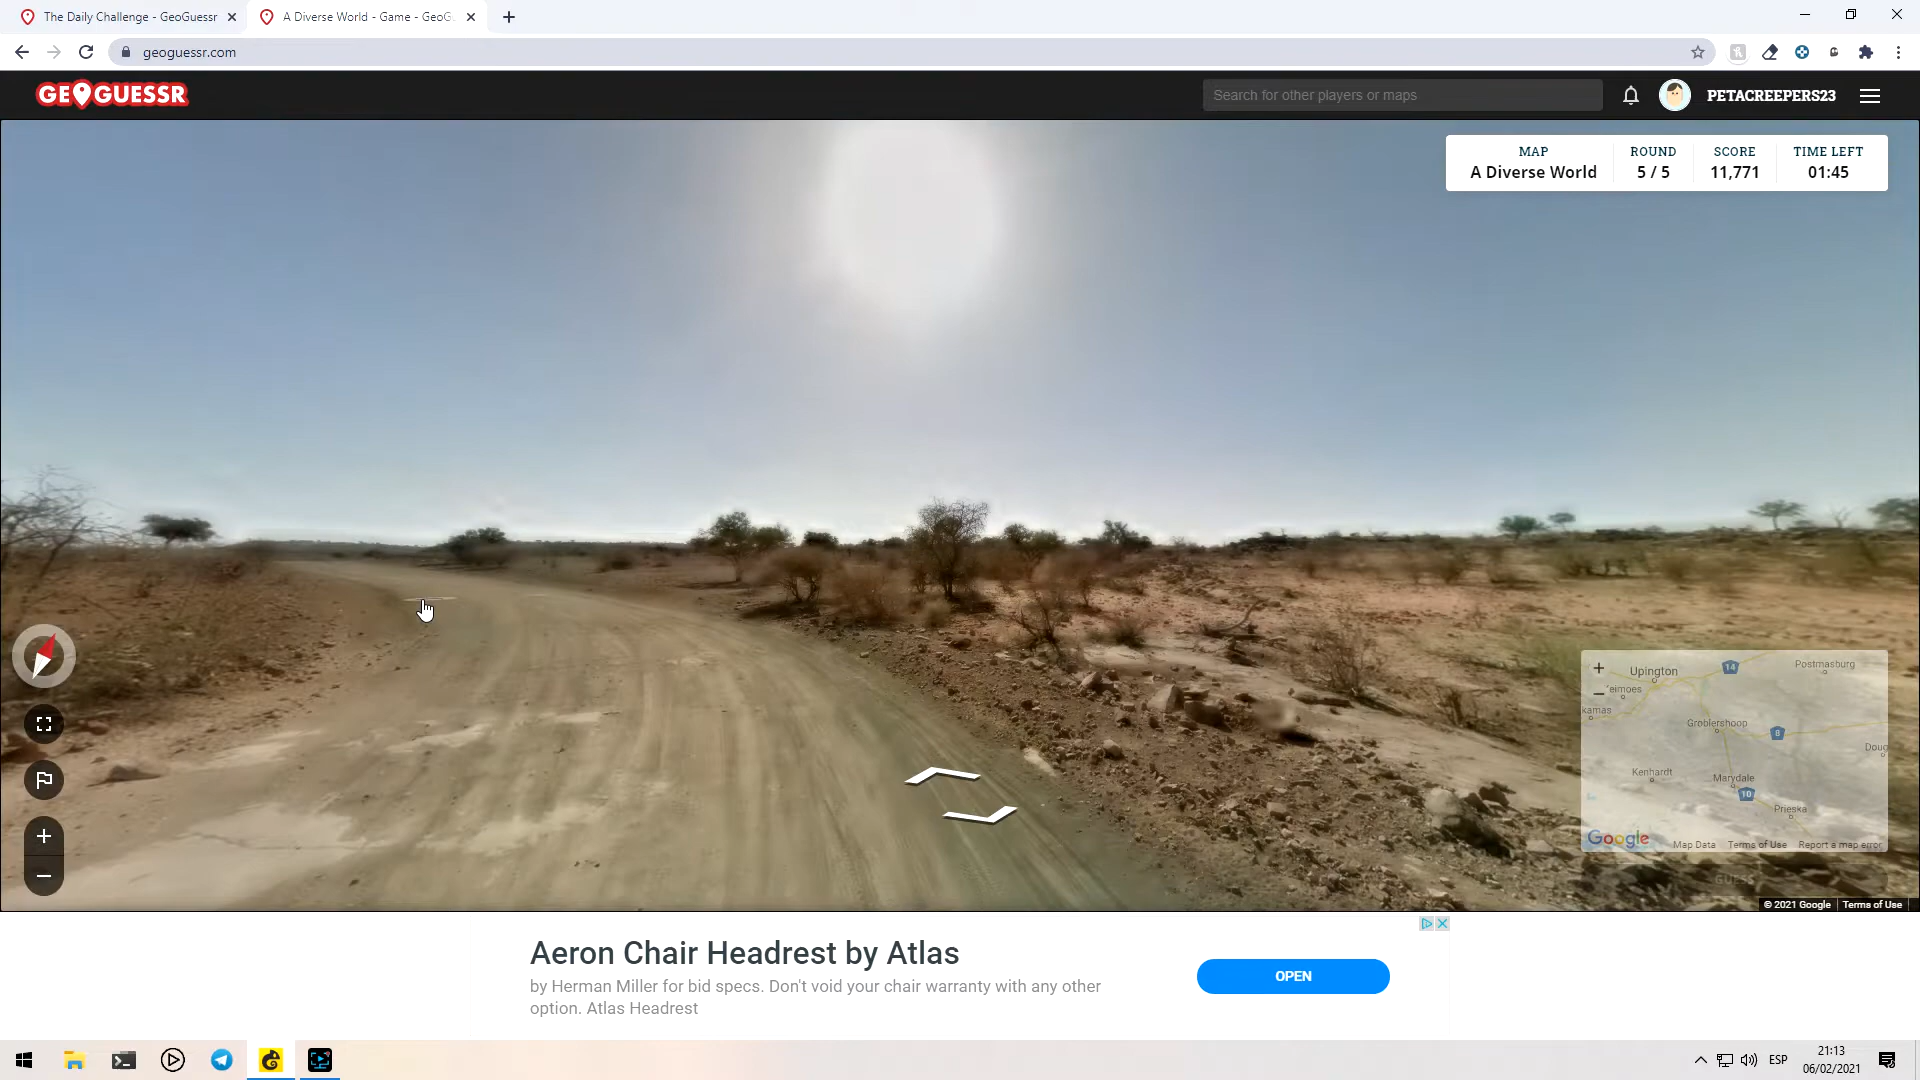 The Daily Challenge - GeoGuessr
A Diverse World - Game - GeoG
geoguessr.com
GEOGUESSR
Search for other players or maps
PETACREEPERS23
MAP
A Diverse World
ROUND
5 / 5
SCORE
11,771
TIME LEFT
01:45
Upington
14
Postmasburg
eimoes
kamas
Groblershoop
8
Doug
Kenhardt
Marydale
10
Prieska
Google
Map Data
Terms of Use
Report a map error
GUESS
© 2021 Google
Terms of Use
Aeron Chair Headrest by Atlas
by Herman Miller for bid specs. Don't void your chair warranty with any other
option. Atlas Headrest
OPEN
ESP
21:13
06/02/2021